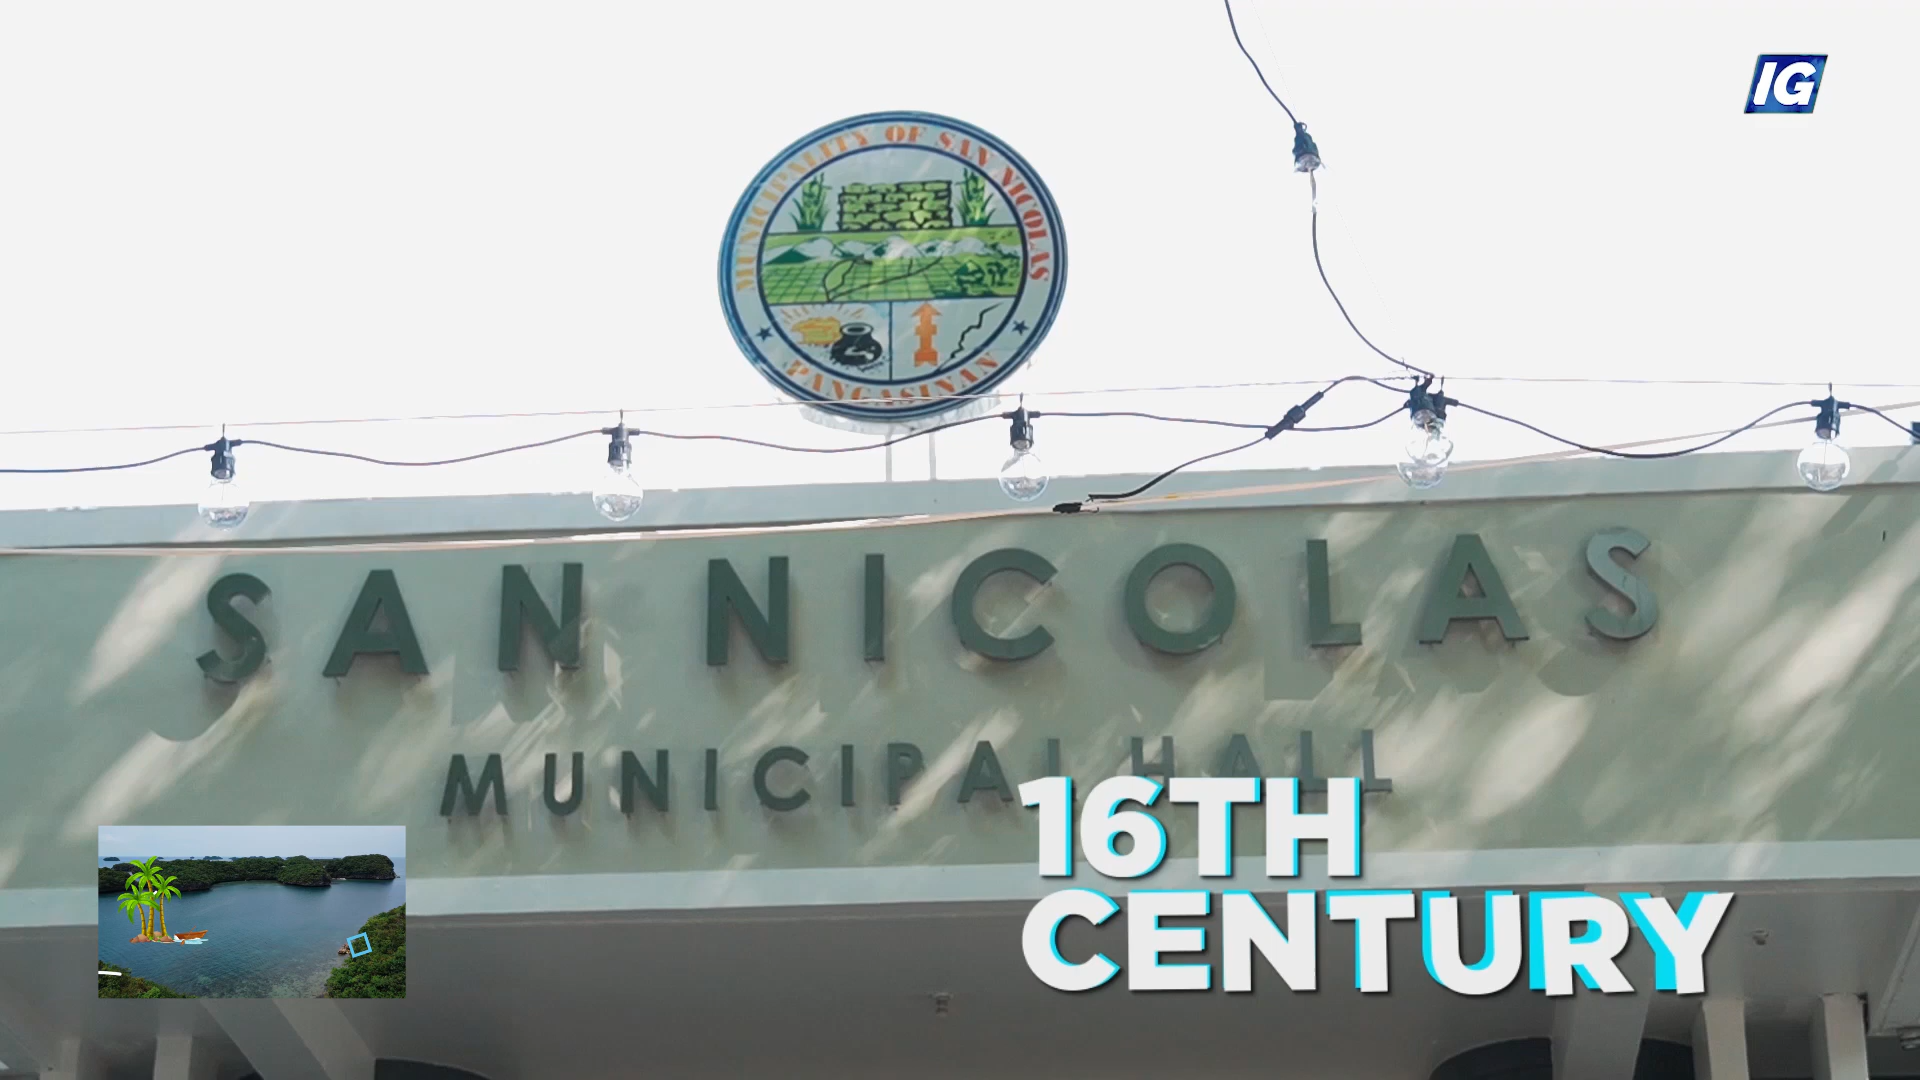 IG
MUNICIPALITY OF SAN NICOLAS
PANGASINAN
SAN NICOLAS
MUNICIPAL HALL
16TH
CENTURY